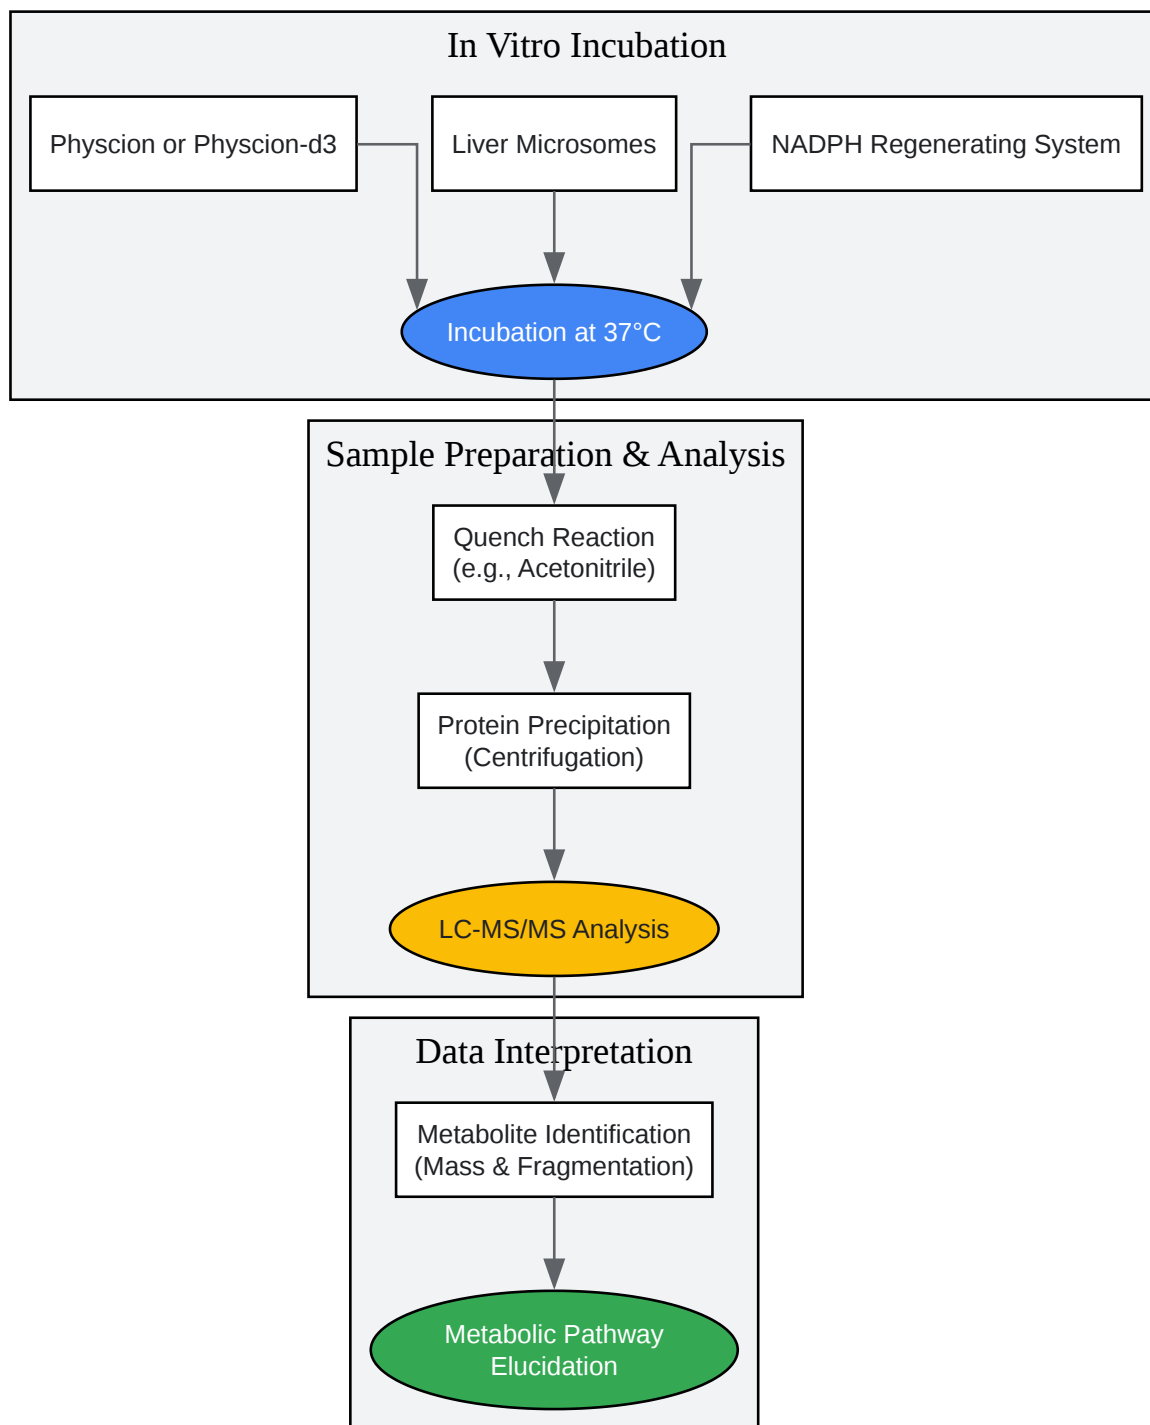 In Vitro Incubation
Physcion or Physcion-d3
Liver Microsomes
NADPH Regenerating System
Incubation at 37°C
Sample Preparation & Analysis
Quench Reaction
(e.g., Acetonitrile)
Protein Precipitation
(Centrifugation)
LC-MS/MS Analysis
Data Interpretation
Metabolite Identification
(Mass & Fragmentation)
Metabolic Pathway
Elucidation